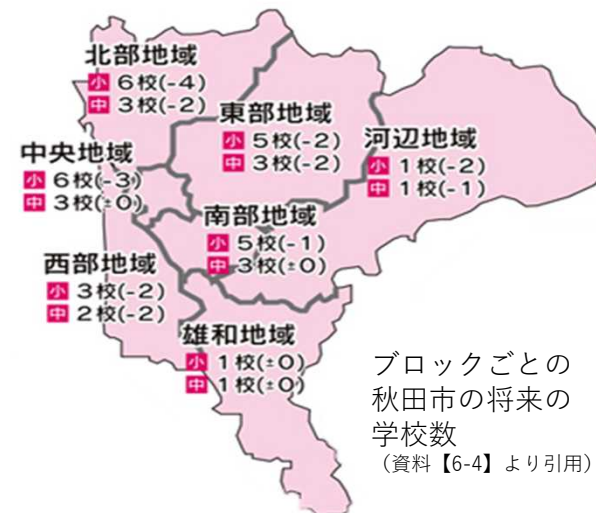 北部地域
小 6校(-4)
中 3校(-2)
東部地域
小 5校(-2)
中 3校(-2)
河辺地域
小 1校(-2)
中 1校(-1)
中央地域
小 6校(-3)
中 3校(±0)
南部地域
小 5校(-1)
中 3校(±0)
西部地域
小 3校(-2)
中 2校(-2)
雄和地域
小 1校(±0)
中 1校(±0)
ブロックごとの
秋田市の将来の
学校数
（資料【6-4】より引用）